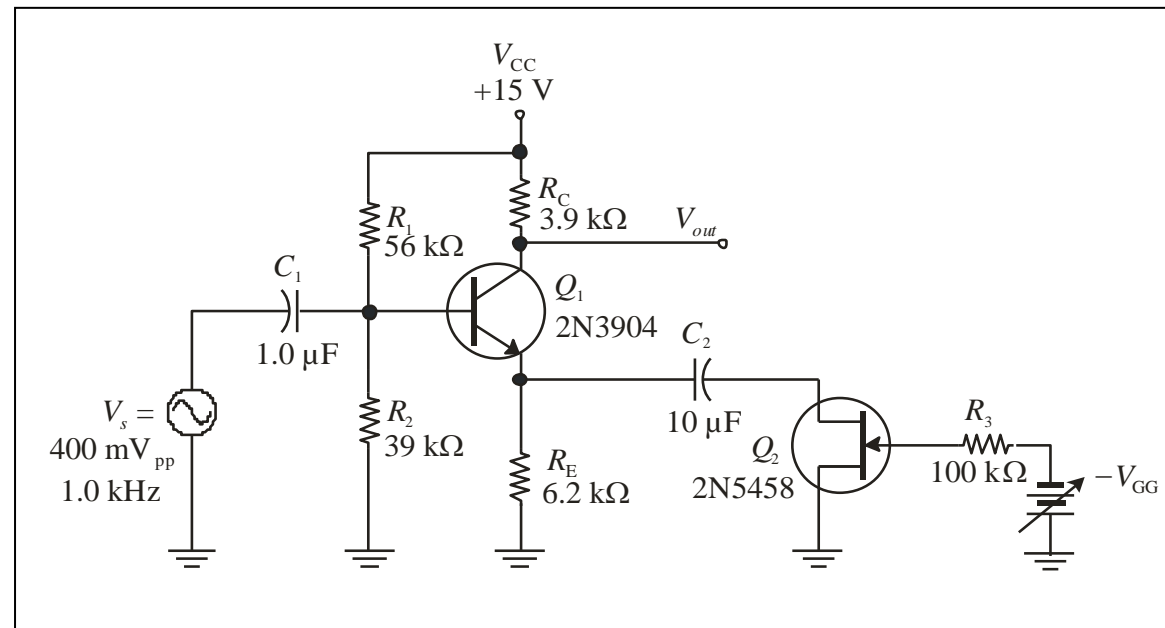 V_CC
+15 V
R_C
3.9 kΩ
V_out
R_1
56 kΩ
C_1
1.0 µF
Q_1
2N3904
C_2
10 µF
V_s =
400 mV_pp
1.0 kHz
R_2
39 kΩ
R_E
6.2 kΩ
Q_2
2N5458
R_3
100 kΩ
−V_GG